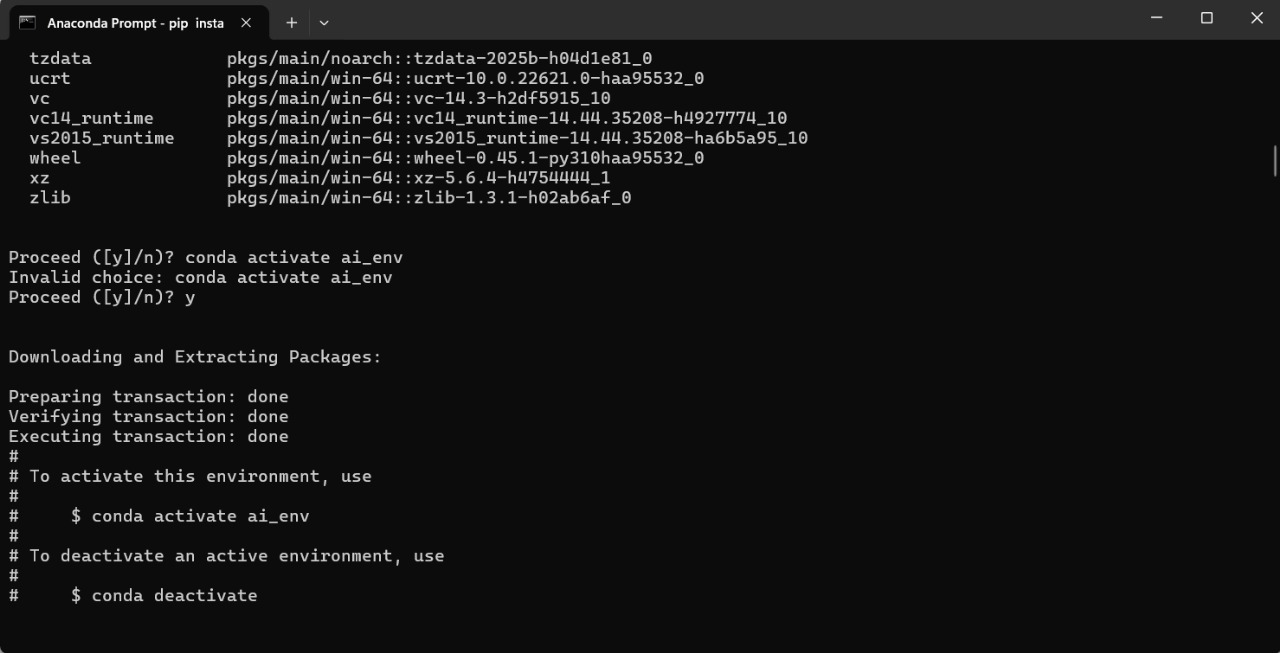 Anaconda Prompt - pip insta
tzdata pkgs/main/noarch::tzdata-2025b-h04d1e81_0
ucrt pkgs/main/win-64::ucrt-10.0.22621.0-haa95532_0
vc pkgs/main/win-64::vc-14.3-h2df5915_10
vc14_runtime pkgs/main/win-64::vc14_runtime-14.44.35208-h4927774_10
vs2015_runtime pkgs/main/win-64::vs2015_runtime-14.44.35208-ha6b5a95_10
wheel pkgs/main/win-64::wheel-0.45.1-py310haa95532_0
xz pkgs/main/win-64::xz-5.6.4-h4754444_1
zlib pkgs/main/win-64::zlib-1.3.1-h02ab6af_0
Proceed ([y]/n)? conda activate ai_env
Invalid choice: conda activate ai_env
Proceed ([y]/n)? y
Downloading and Extracting Packages:
Preparing transaction: done
Verifying transaction: done
Executing transaction: done
#
# To activate this environment, use
#
# $ conda activate ai_env
#
# To deactivate an active environment, use
#
# $ conda deactivate